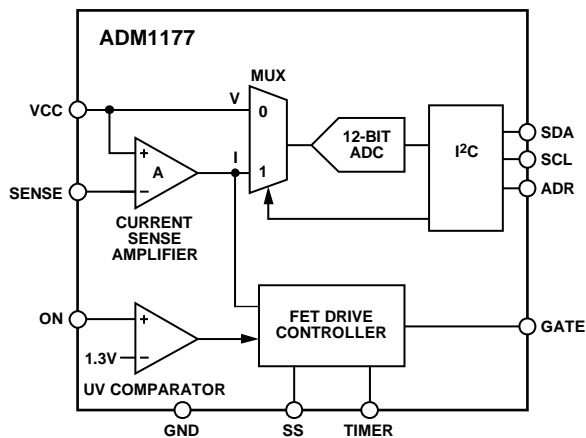 ADM1177
MUX
VCC
V
0
SDA
12-BIT
ADC
I²C
+
A
I
1
SCL
ADR
SENSE
−
CURRENT
SENSE
AMPLIFIER
ON
+
FET DRIVE
CONTROLLER
GATE
1.3V
−
UV COMPARATOR
GND
SS
TIMER